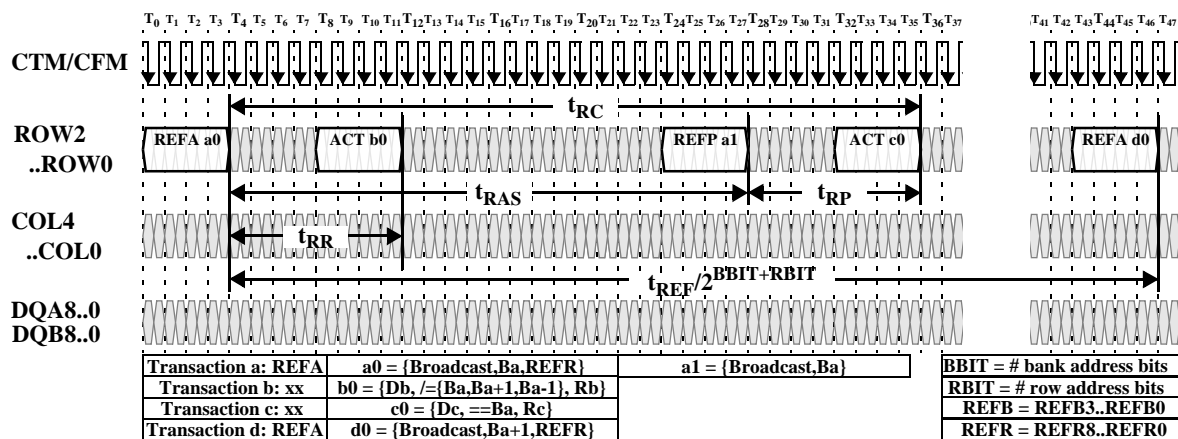 T0 T1 T2 T3 T4 T5 T6 T7 T8 T9 T10 T11 T12 T13 T14 T15 T16 T17 T18 T19 T20 T21 T22 T23 T24 T25 T26 T27 T28 T29 T30 T31 T32 T33 T34 T35 T36 T37 T41 T42 T43 T44 T45 T46 T47
CTM/CFM
tRC
ROW2
..ROW0
REFA a0 ACT b0 REFP a1 ACT c0 REFA d0
tRAS tRP
COL4
..COL0
tRR
tREF/2BBIT+RBIT
DQA8..0
DQB8..0
Transaction a: REFA a0 = {Broadcast,Ba,REFR} a1 = {Broadcast,Ba} BBIT = # bank address bits
Transaction b: xx b0 = {Db, /={Ba,Ba+1,Ba-1}, Rb} RBIT = # row address bits
Transaction c: xx c0 = {Dc, ==Ba, Rc} REFB = REFB3..REFB0
Transaction d: REFA d0 = {Broadcast,Ba+1,REFR} REFR = REFR8..REFR0